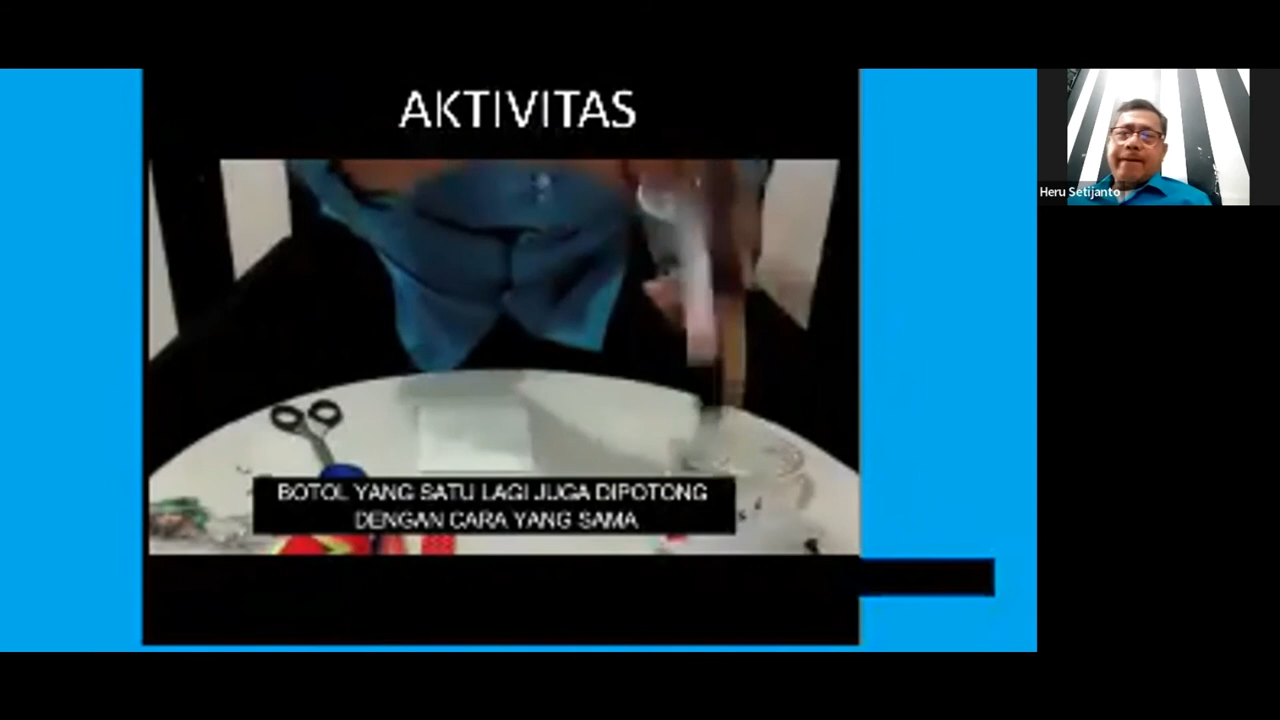 AKTIVITAS
Heru Setijanto
BOTOL YANG SATU LAGI JUGA DIPOTONG
DENGAN CARA YANG SAMA